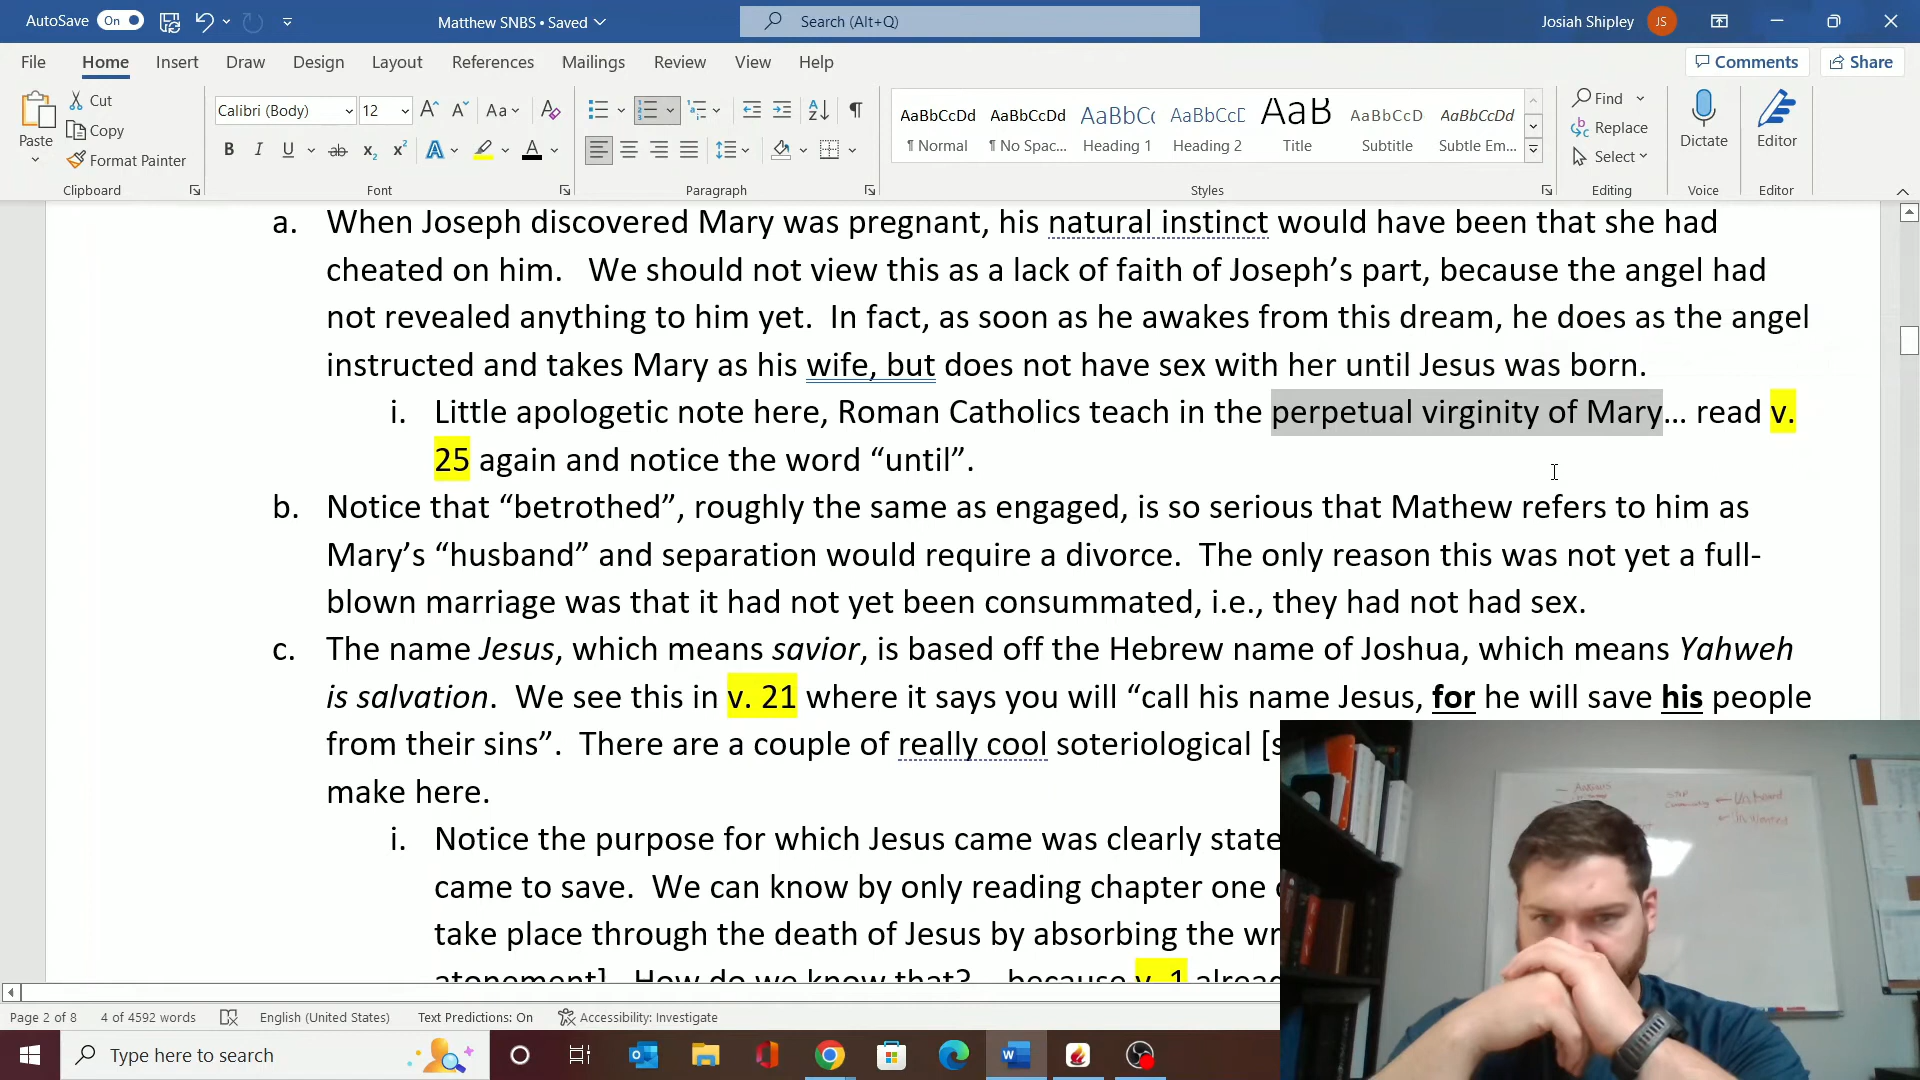 AutoSave On Matthew SNBS • Saved Search (Alt+Q) Josiah Shipley JS
File Home Insert Draw Design Layout References Mailings Review View Help Comments Share
Paste Cut Copy Format Painter
Calibri (Body) 12
AaBbCcDd AaBbCcDd AaBbCc AaBbCcD AaB AaBbCcD AaBbCcDd
¶ Normal ¶ No Spac... Heading 1 Heading 2 Title Subtitle Subtle Em...
Find
Replace
Select
Dictate Editor
Clipboard Font Paragraph Styles Editing Voice Editor
a. When Joseph discovered Mary was pregnant, his natural instinct would have been that she had
cheated on him. We should not view this as a lack of faith of Joseph’s part, because the angel had
not revealed anything to him yet. In fact, as soon as he awakes from this dream, he does as the angel
instructed and takes Mary as his wife, but does not have sex with her until Jesus was born.
i. Little apologetic note here, Roman Catholics teach in the perpetual virginity of Mary… read v.
25 again and notice the word “until”.
b. Notice that “betrothed”, roughly the same as engaged, is so serious that Mathew refers to him as
Mary’s “husband” and separation would require a divorce. The only reason this was not yet a full-
blown marriage was that it had not yet been consummated, i.e., they had not had sex.
c. The name Jesus, which means savior, is based off the Hebrew name of Joshua, which means Yahweh
is salvation. We see this in v. 21 where it says you will “call his name Jesus, for he will save his people
from their sins”. There are a couple of really cool soteriological [s
make here.
i. Notice the purpose for which Jesus came was clearly state
came to save. We can know by only reading chapter one
take place through the death of Jesus by absorbing the wr
atonement]. How do we know that?... because v. 1 alread
Page 2 of 8 4 of 4592 words English (United States) Text Predictions: On Accessibility: Investigate
Type here to search